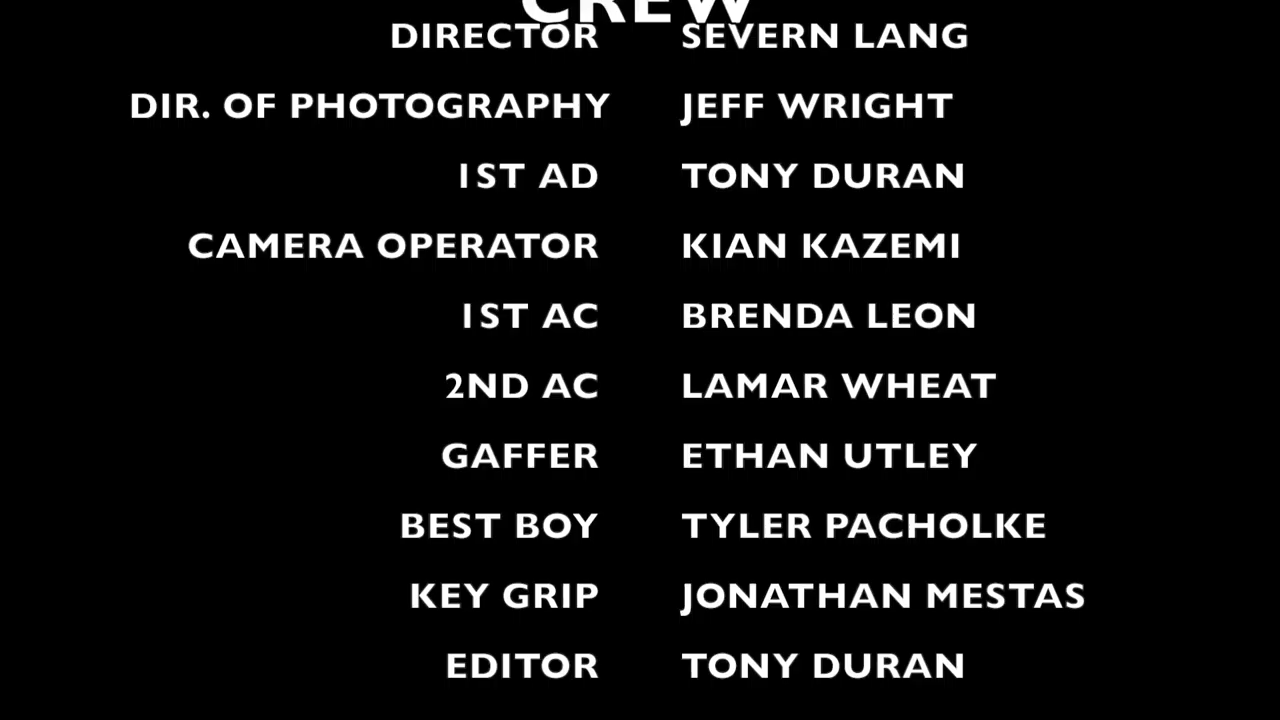 CREW
DIRECTOR SEVERN LANG
DIR. OF PHOTOGRAPHY JEFF WRIGHT
1ST AD TONY DURAN
CAMERA OPERATOR KIAN KAZEMI
1ST AC BRENDA LEON
2ND AC LAMAR WHEAT
GAFFER ETHAN UTLEY
BEST BOY TYLER PACHOLKE
KEY GRIP JONATHAN MESTAS
EDITOR TONY DURAN